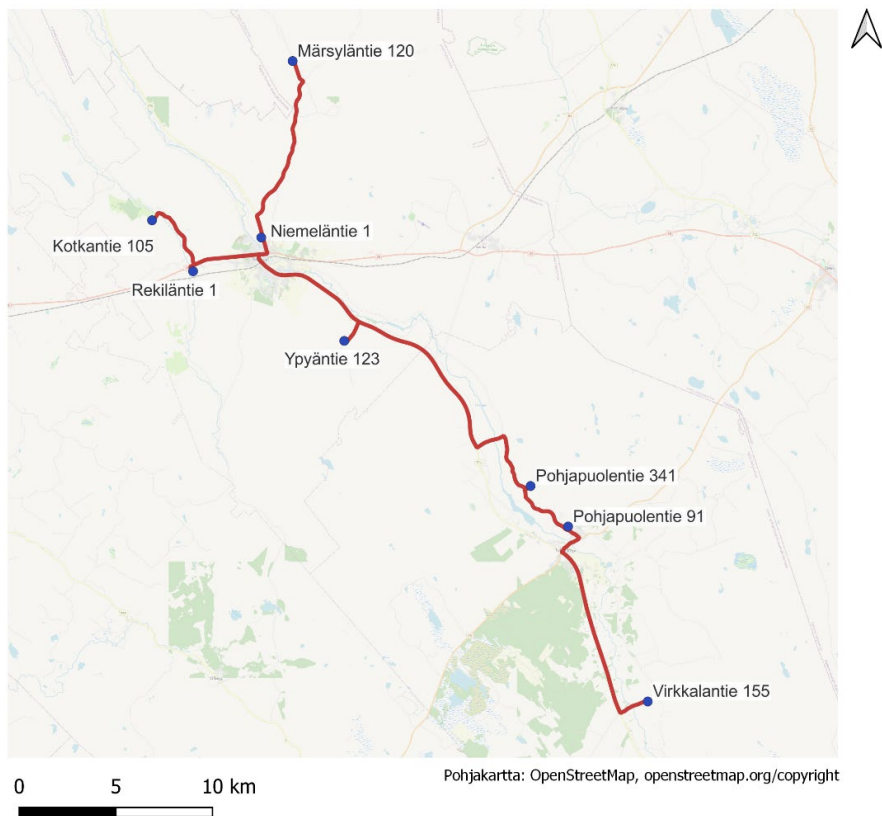 Märsyläntie 120
Niemeläntie 1
Kotkantie 105
Rekiläntie 1
Ypyäntie 123
Pohjapuolentie 341
Pohjapuolentie 91
Virkkalantie 155
0 5 10 km
Pohjakartta: OpenStreetMap, openstreetmap.org/copyright